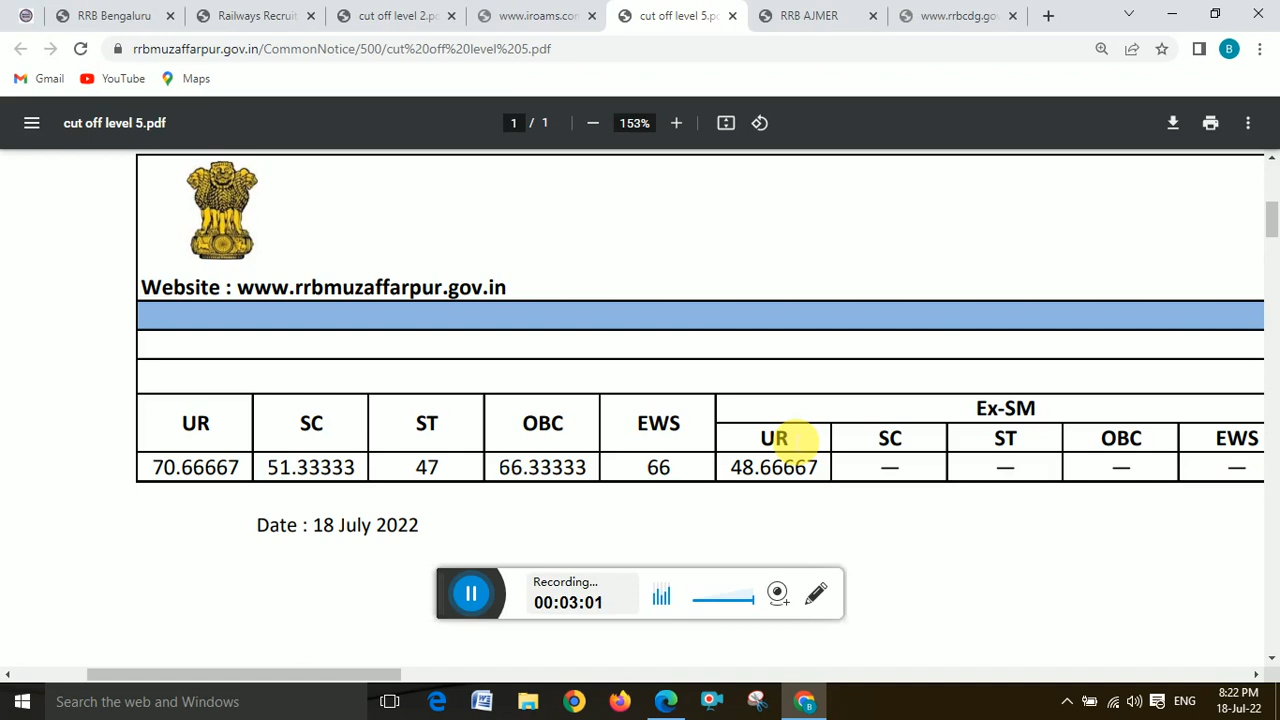 RRB Bengaluru
Railways Recruit
cut off level 2.pd
www.iroams.com
cut off level 5.pd
RRB AJMER
www.rrbcdg.gov
rrbmuzaffarpur.gov.in/CommonNotice/500/cut%20off%20level%205.pdf
B
Gmail
YouTube
Maps
cut off level 5.pdf
1 / 1
153%
Website : www.rrbmuzaffarpur.gov.in
UR SC ST OBC EWS Ex-SM
UR SC ST OBC EWS
70.66667 51.33333 47 66.33333 66 48.66667 — — — —
Date : 18 July 2022
Recording...
00:03:01
Search the web and Windows
ENG
8:22 PM
18-Jul-22